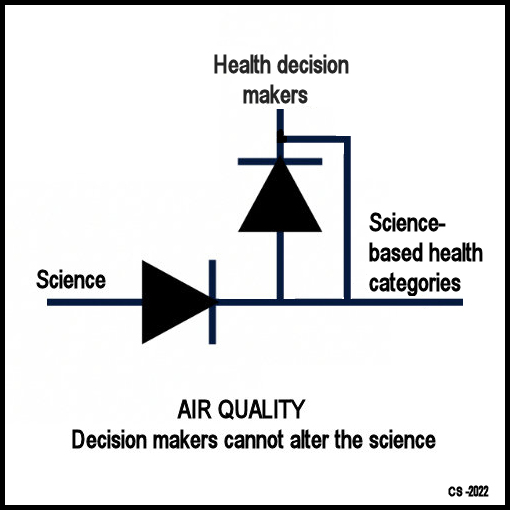 Health decision
makers
Science-
based health
categories
Science
AIR QUALITY
Decision makers cannot alter the science
CS -2022